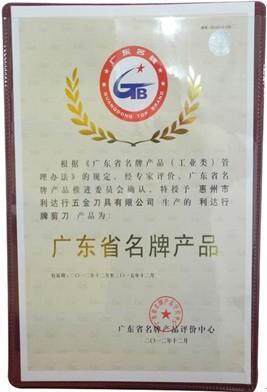 广东名牌
GTB
GUANGDONG TOP BRAND
根据《广东省名牌产品（工业类）管
理办法》的规定，经专家评价，广东省名
牌产品推进委员会确认，特授予 惠州市
利达行五金刀具有限公司 生产的 利达行
牌剪刀 产品为：
广东省名牌产品
有效期：二〇一二年十二月至二〇一五年十二月
广东省名牌产品评价中心
二〇一二年十二月